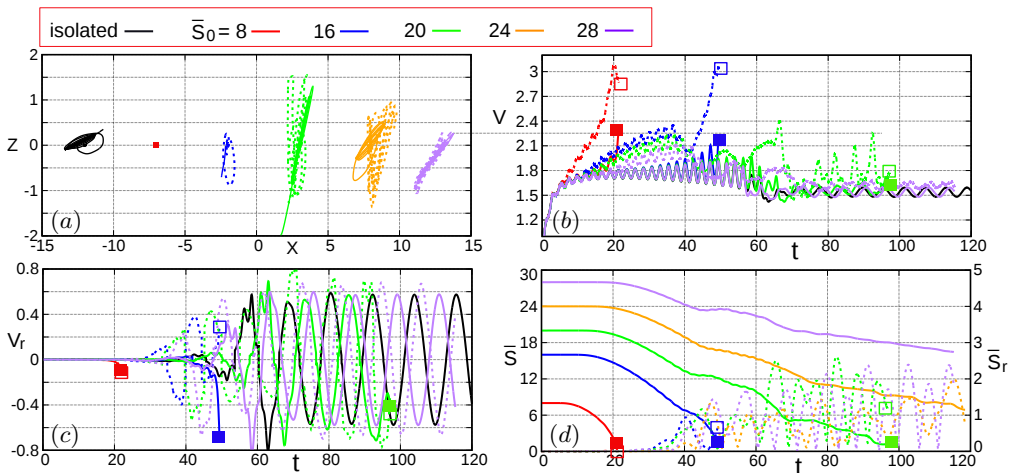 isolated S̅0 = 8 16 20 24 28
2
1
0
-1
-2
Z
(a)
-15 -10 -5 0 5 10 15
X
3
2.6
2.2
1.8
1.5
1.2
V
(b)
0 20 40 60 80 100 120
t
0.8
0.4
0
-0.4
-0.8
Vr
(c)
0 20 40 60 80 100 120
t
30
24
18
12
6
0
S̅
5
4
3
2
1
0
S̅r
(d)
0 20 40 60 80 100 120
t